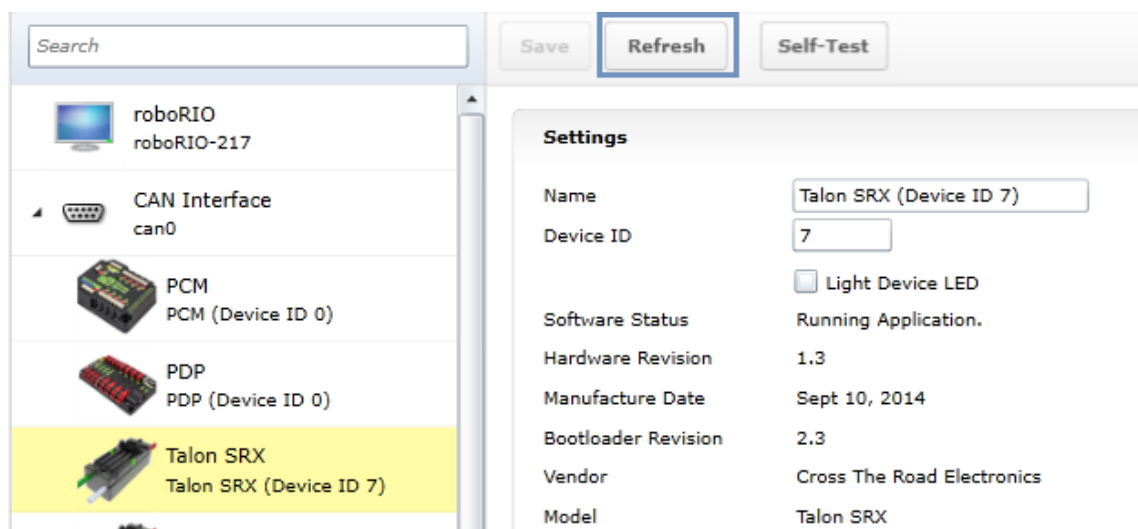 Search
Save Refresh Self-Test
roboRIO
roboRIO-217
CAN Interface
can0
PCM
PCM (Device ID 0)
PDP
PDP (Device ID 0)
Talon SRX
Talon SRX (Device ID 7)
Settings
Name Talon SRX (Device ID 7)
Device ID 7
Light Device LED
Software Status Running Application.
Hardware Revision 1.3
Manufacture Date Sept 10, 2014
Bootloader Revision 2.3
Vendor Cross The Road Electronics
Model Talon SRX